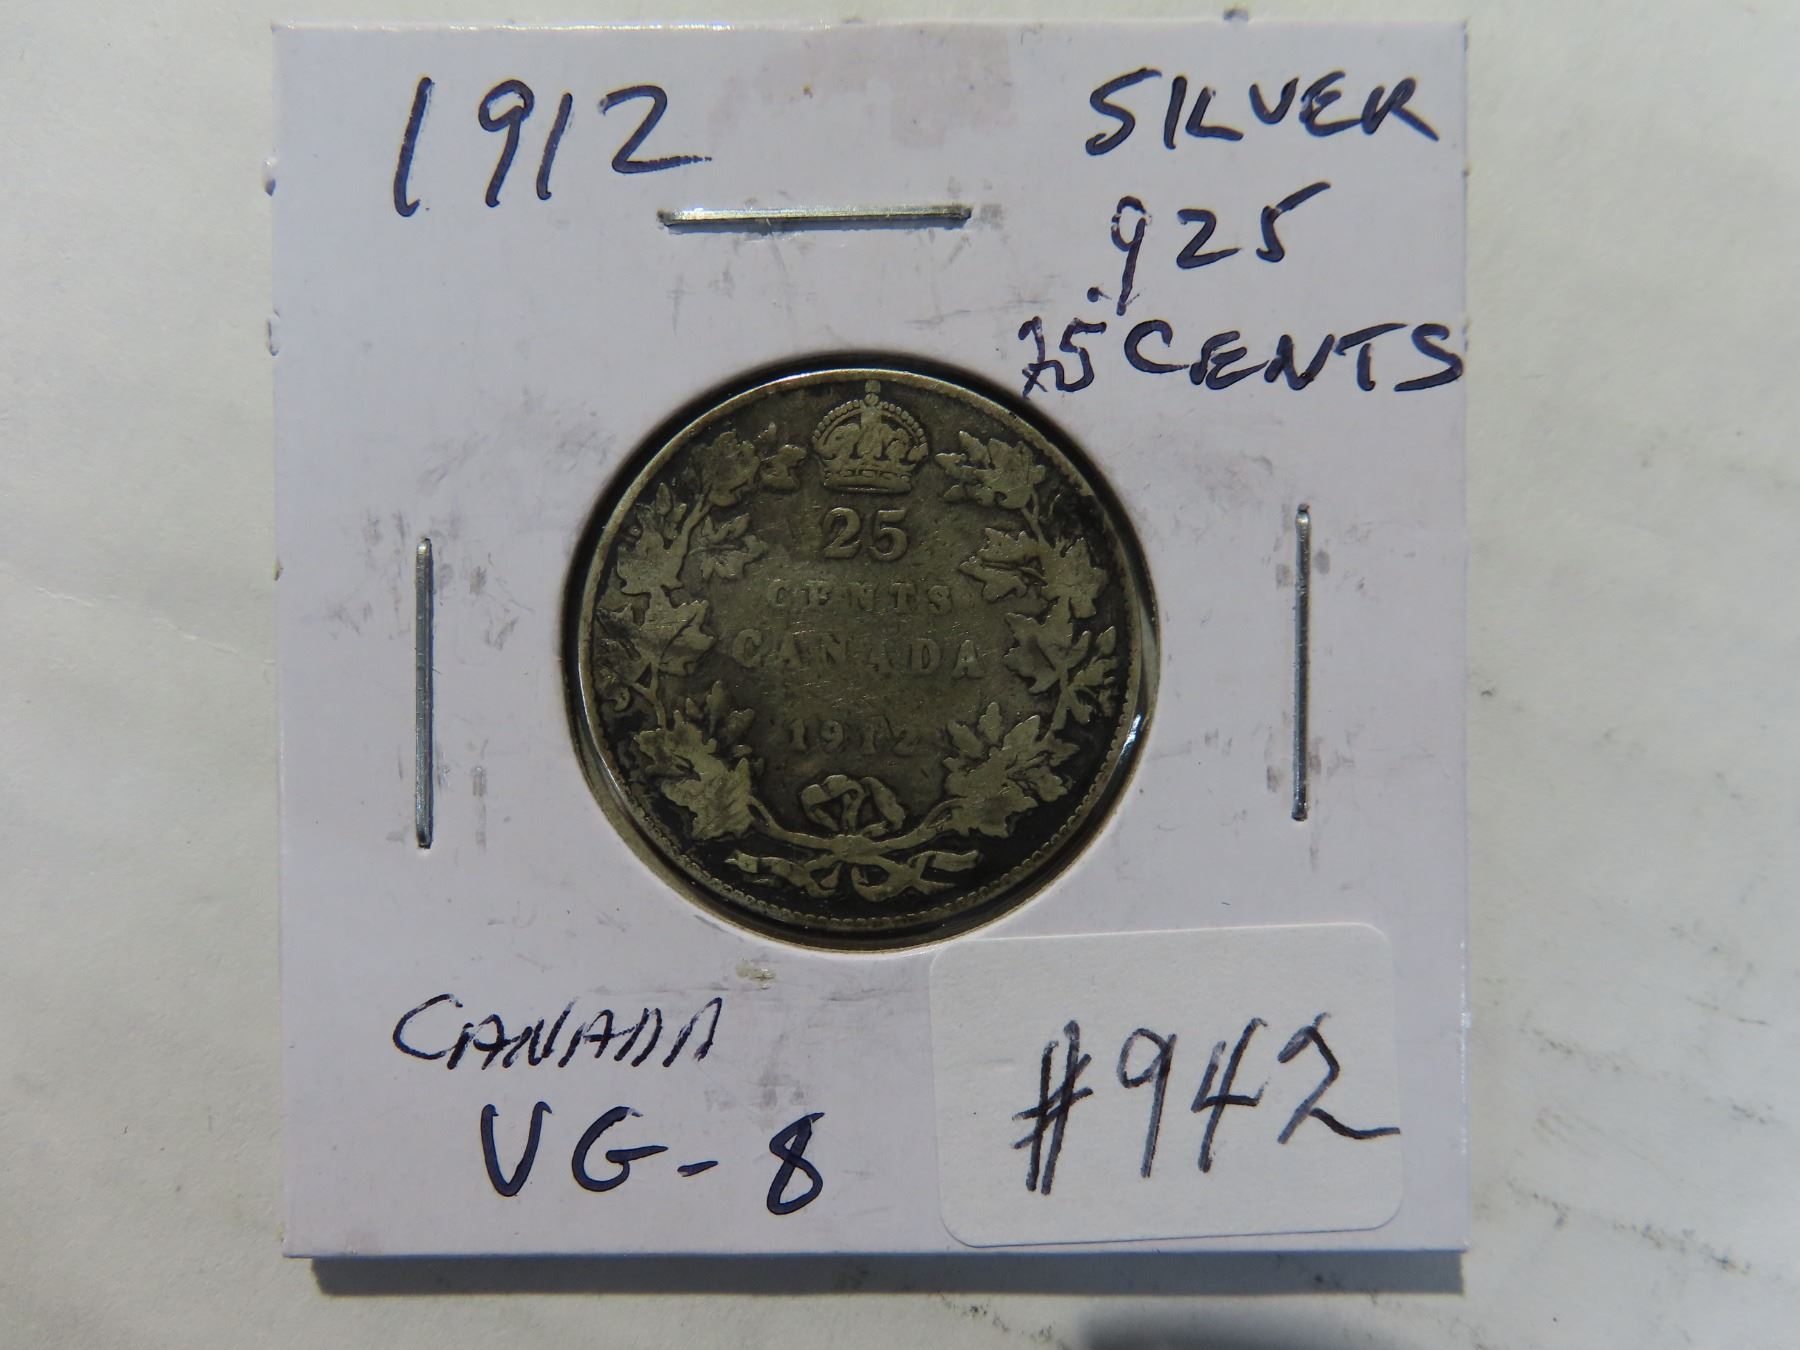 1912
SILVER
.925
25 CENTS
25
CENTS
CANADA
1912
CANADA
VG-8
#942